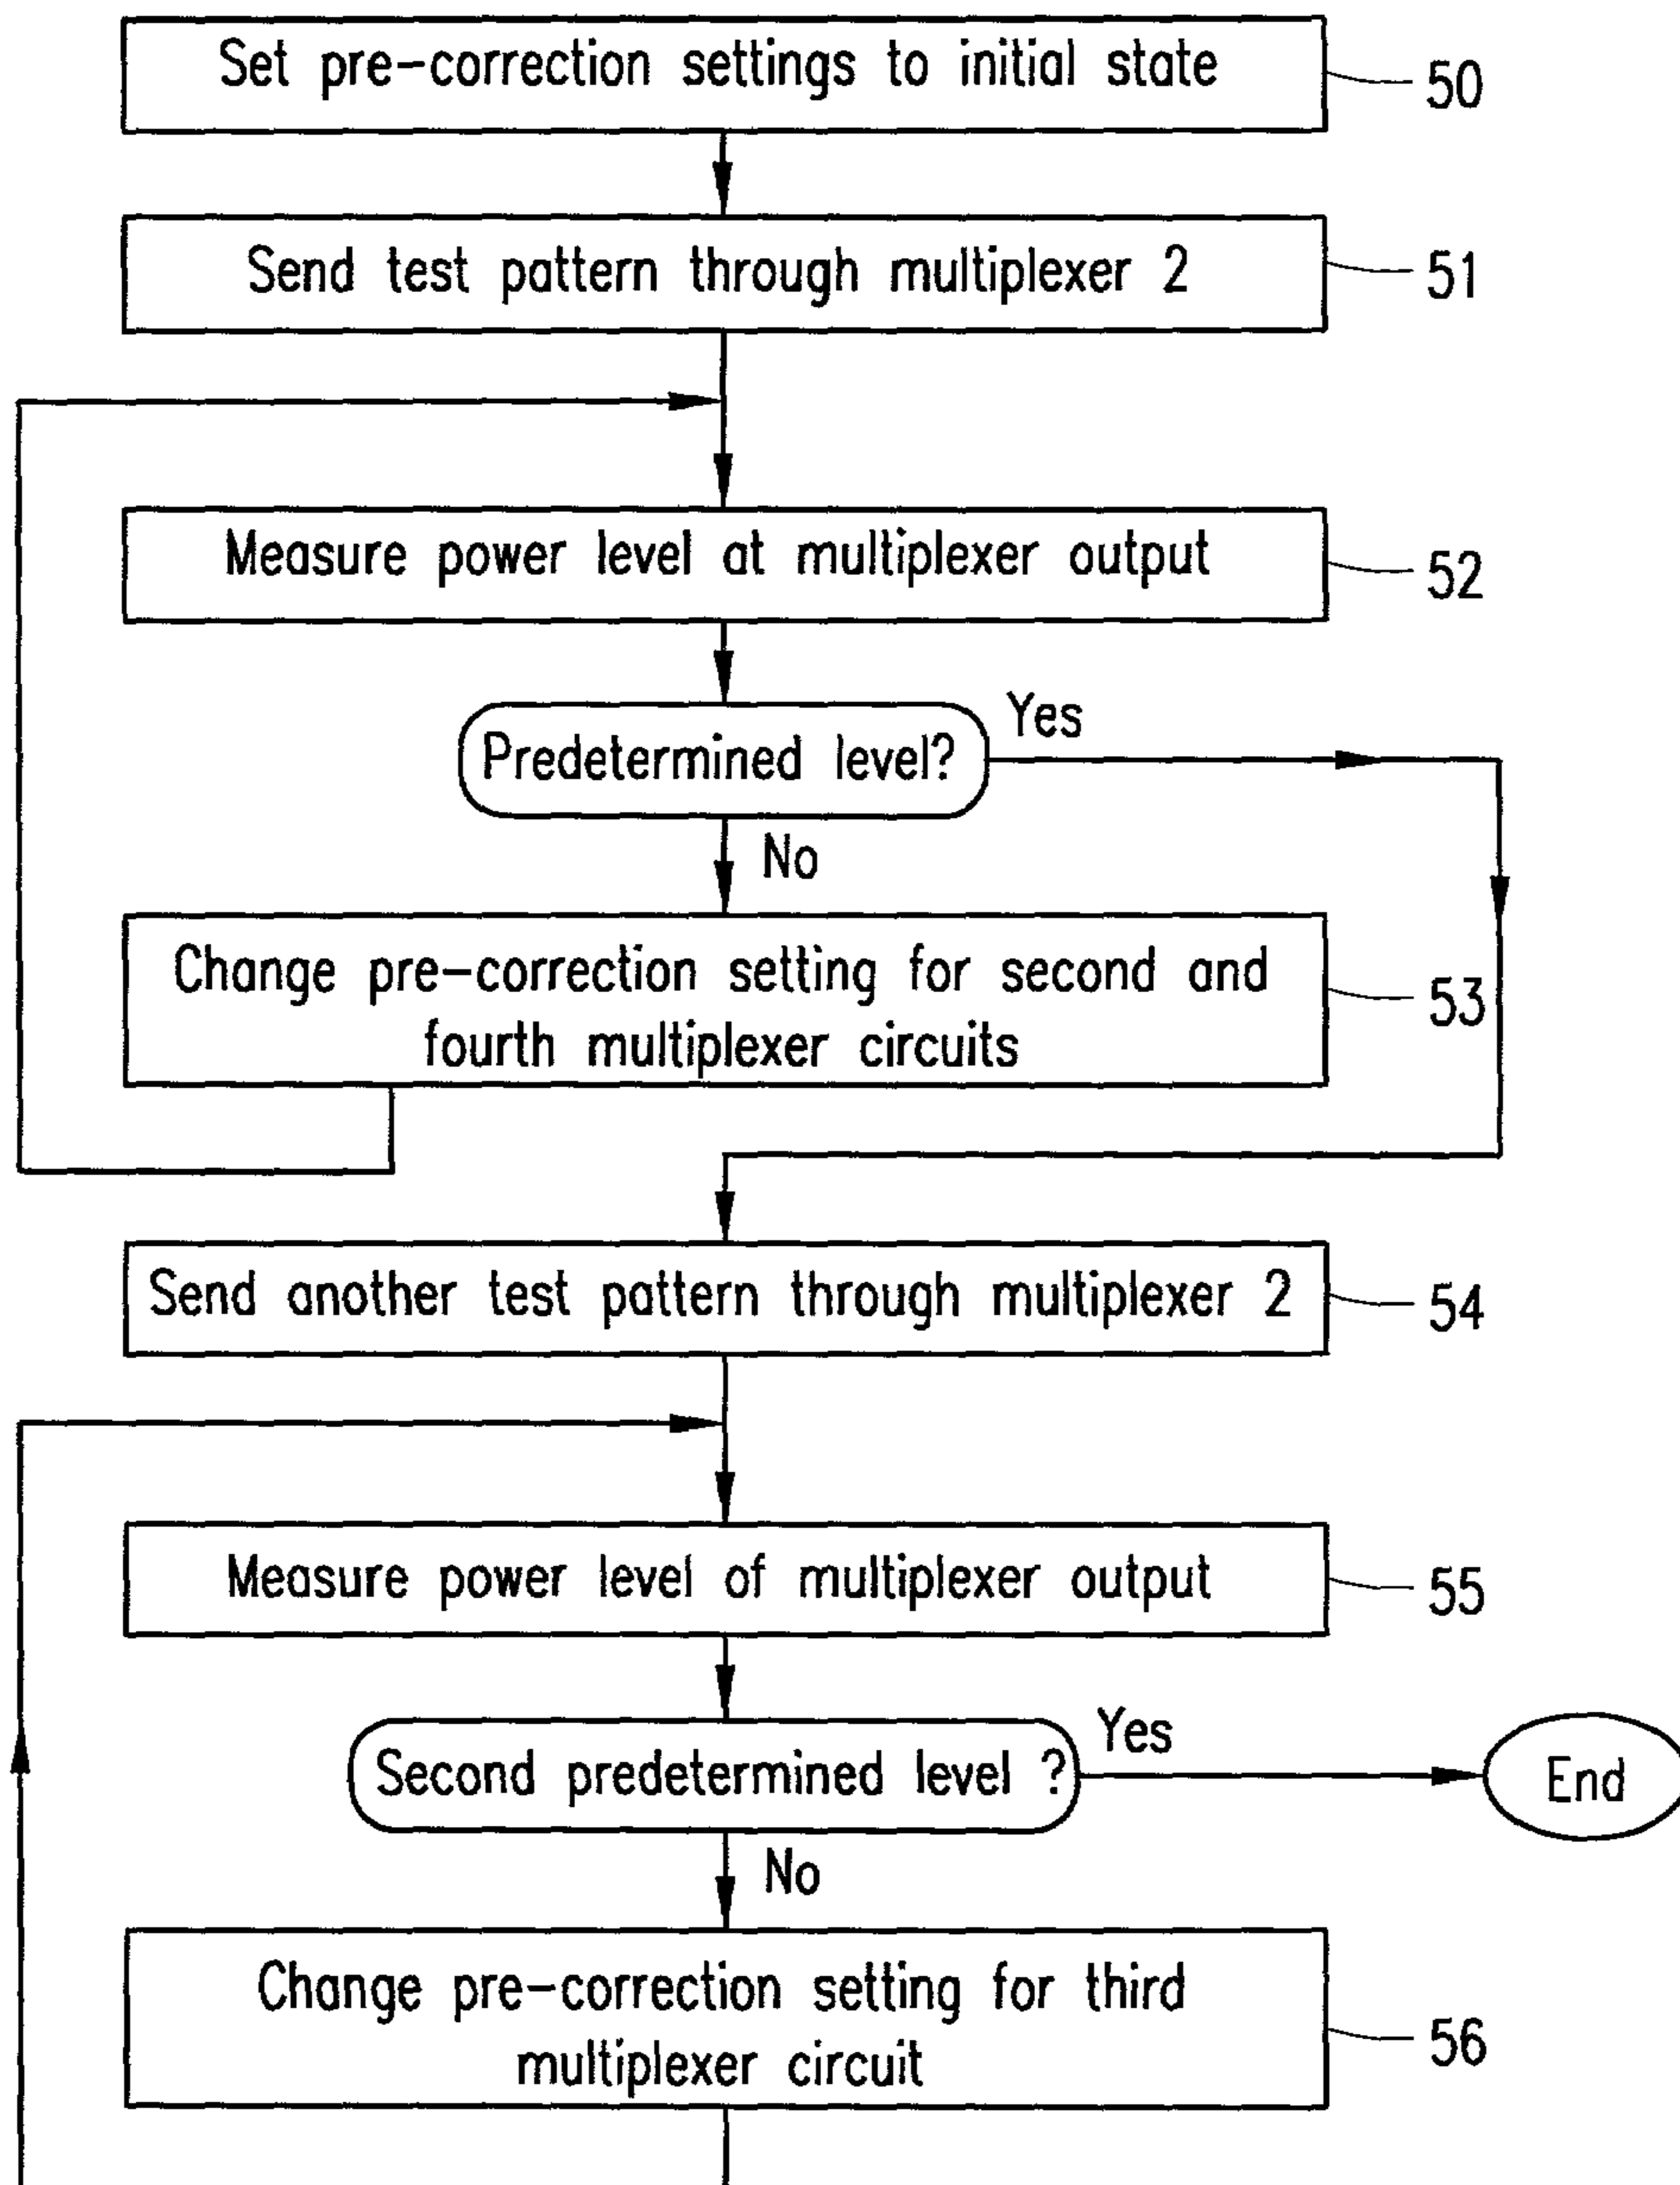 Set pre-correction settings to initial state
50
Send test pattern through multiplexer 2
51
Measure power level at multiplexer output
52
Predetermined level?
Yes
No
Change pre-correction setting for second and
fourth multiplexer circuits
53
Send another test pattern through multiplexer 2
54
Measure power level of multiplexer output
55
Second predetermined level ?
Yes
End
No
Change pre-correction setting for third
multiplexer circuit
56